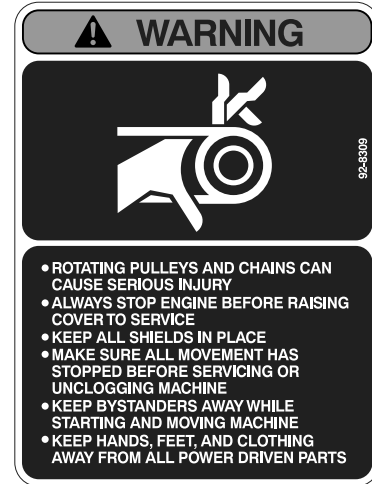 WARNING
92-8309
• ROTATING PULLEYS AND CHAINS CAN
CAUSE SERIOUS INJURY
• ALWAYS STOP ENGINE BEFORE RAISING
COVER TO SERVICE
• KEEP ALL SHIELDS IN PLACE
• MAKE SURE ALL MOVEMENT HAS
STOPPED BEFORE SERVICING OR
UNCLOGGING MACHINE
• KEEP BYSTANDERS AWAY WHILE
STARTING AND MOVING MACHINE
• KEEP HANDS, FEET, AND CLOTHING
AWAY FROM ALL POWER DRIVEN PARTS